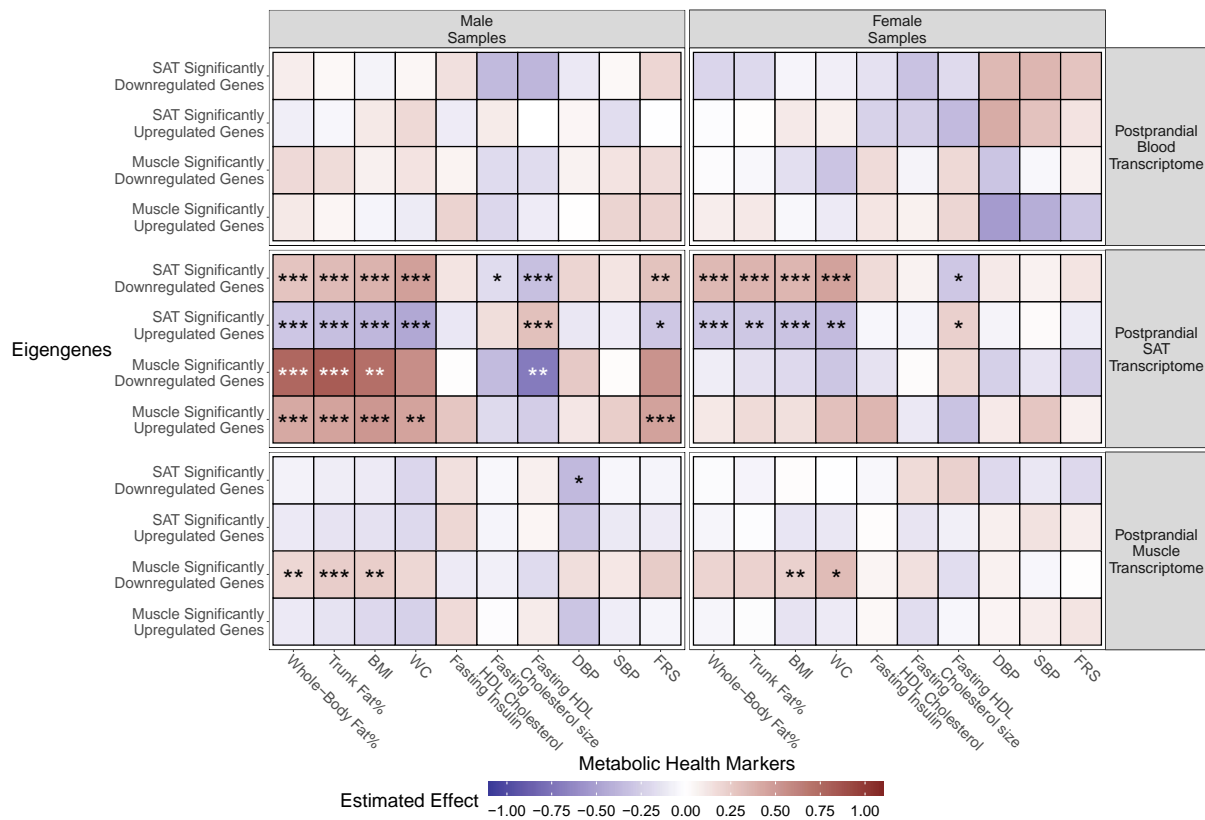 Male
Samples
Female
Samples
SAT Significantly
Downregulated Genes
SAT Significantly
Upregulated Genes
Muscle Significantly
Downregulated Genes
Muscle Significantly
Upregulated Genes
Postprandial
Blood
Transcriptome
Eigengenes
SAT Significantly
Downregulated Genes
*** *** *** *** * *** ** *** *** *** *** *
SAT Significantly
Upregulated Genes
*** *** *** *** *** * *** ** *** ** *
Muscle Significantly
Downregulated Genes
*** *** ** **
Muscle Significantly
Upregulated Genes
*** *** *** ** ***
Postprandial
SAT
Transcriptome
SAT Significantly
Downregulated Genes
*
SAT Significantly
Upregulated Genes
Muscle Significantly
Downregulated Genes
** *** ** ** *
Muscle Significantly
Upregulated Genes
Postprandial
Muscle
Transcriptome
Whole−Body Fat%
Trunk Fat%
BMI
WC
Fasting Insulin
Fasting
HDL Cholesterol
Fasting HDL
Cholesterol size
DBP
SBP
FRS
Whole−Body Fat%
Trunk Fat%
BMI
WC
Fasting Insulin
Fasting
HDL Cholesterol
Fasting HDL
Cholesterol size
DBP
SBP
FRS
Metabolic Health Markers
Estimated Effect
−1.00 −0.75 −0.50 −0.25 0.00 0.25 0.50 0.75 1.00